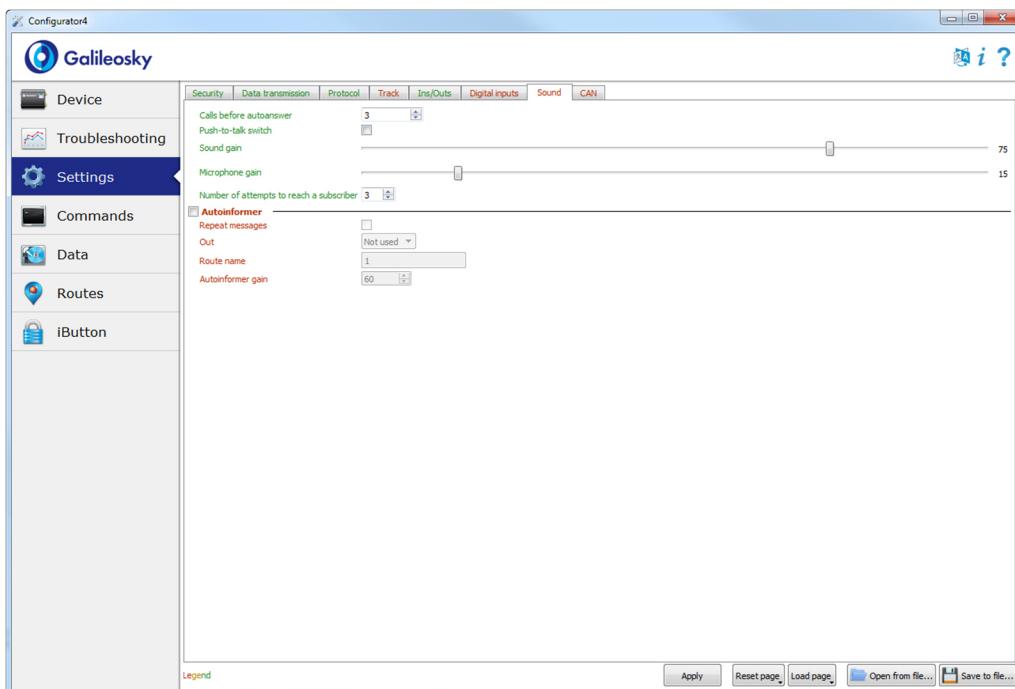 Configurator4
Galileosky
Device
Troubleshooting
Settings
Commands
Data
Routes
iButton
Security Data transmission Protocol Track Ins/Outs Digital inputs Sound CAN
Calls before autoanswer 3
Push-to-talk switch
Sound gain 75
Microphone gain 15
Number of attempts to reach a subscriber 3
Autoinformer
Repeat messages
Out Not used
Route name 1
Autoinformer gain 60
Legend Apply Reset page Load page Open from file... Save to file...